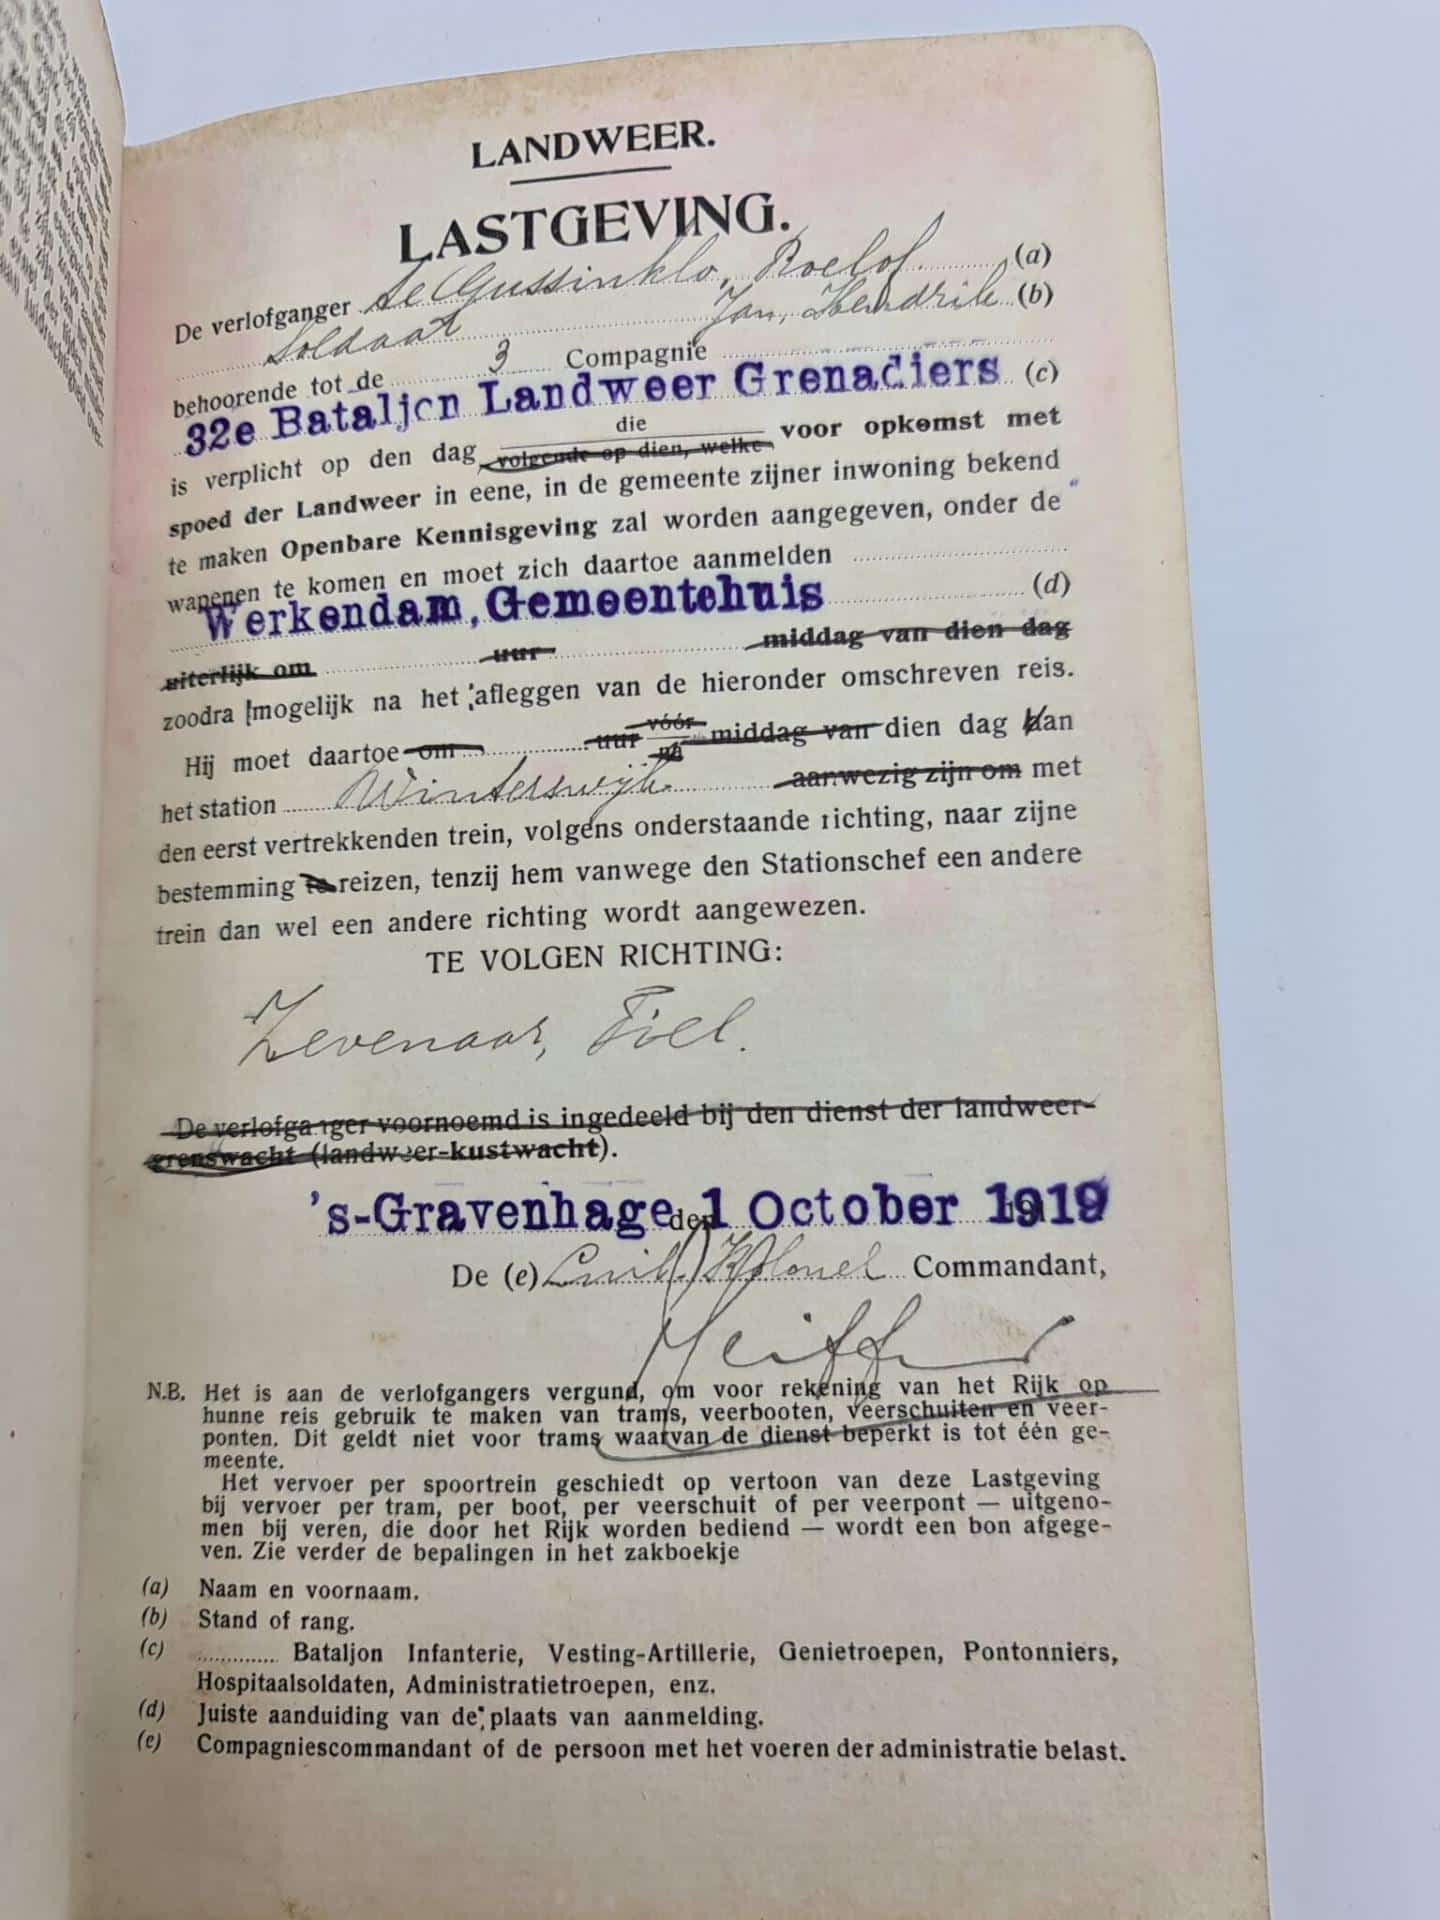 LANDWEER.
LASTGEVING.
De verlofganger te Gussinklo, Roelof (a)
Soldaat Jan, Hendrik (b)
behoorende tot de 3 Compagnie
32e Bataljon Landweer Grenadiers (c)
is verplicht op den dag die volgende op dien, welke voor opkomst met
spoed der Landweer in eene, in de gemeente zijner inwoning bekend
te maken Openbare Kennisgeving zal worden aangegeven, onder de
wapenen te komen en moet zich daartoe aanmelden
Werkendam, Gemeentehuis (d)
uiterlijk om uur middag van dien dag
zoodra mogelijk na het afleggen van de hieronder omschreven reis.
Hij moet daartoe om uur vóór na middag van dien dag van
het station Winterswijk aanwezig zijn om met
den eerst vertrekkenden trein, volgens onderstaande richting, naar zijne
bestemming te reizen, tenzij hem vanwege den Stationschef een andere
trein dan wel een andere richting wordt aangewezen.
TE VOLGEN RICHTING:
Zevenaar, Tiel.
De verlofganger voornoemd is ingedeeld bij den dienst der landweer-
grenswacht (landweer-kustwacht).
's-Gravenhage den 1 October 1919
De (e) Luit. Kolonel Commandant,
N.B. Het is aan de verlofgangers vergund, om voor rekening van het Rijk op
hunne reis gebruik te maken van trams, veerbooten, veerschuiten en veer-
ponten. Dit geldt niet voor trams waarvan de dienst beperkt is tot één ge-
meente.
Het vervoer per spoortrein geschiedt op vertoon van deze Lastgeving
bij vervoer per tram, per boot, per veerschuit of per veerpont — uitgeno-
men bij veren, die door het Rijk worden bediend — wordt een bon afgege-
ven. Zie verder de bepalingen in het zakboekje
(a) Naam en voornaam.
(b) Stand of rang.
(c) ............. Bataljon Infanterie, Vesting-Artillerie, Genietroepen, Pontonniers,
Hospitaalsoldaten, Administratietroepen, enz.
(d) Juiste aanduiding van de plaats van aanmelding.
(e) Compagniescommandant of de persoon met het voeren der administratie belast.